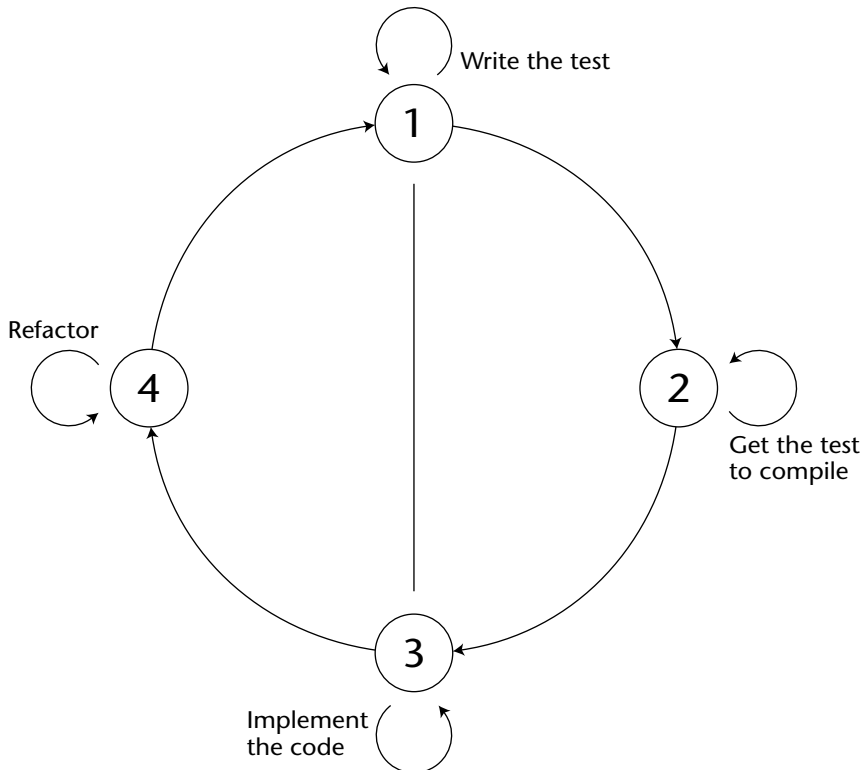 Write the test
1
Refactor
4
2
Get the test
to compile
3
Implement
the code